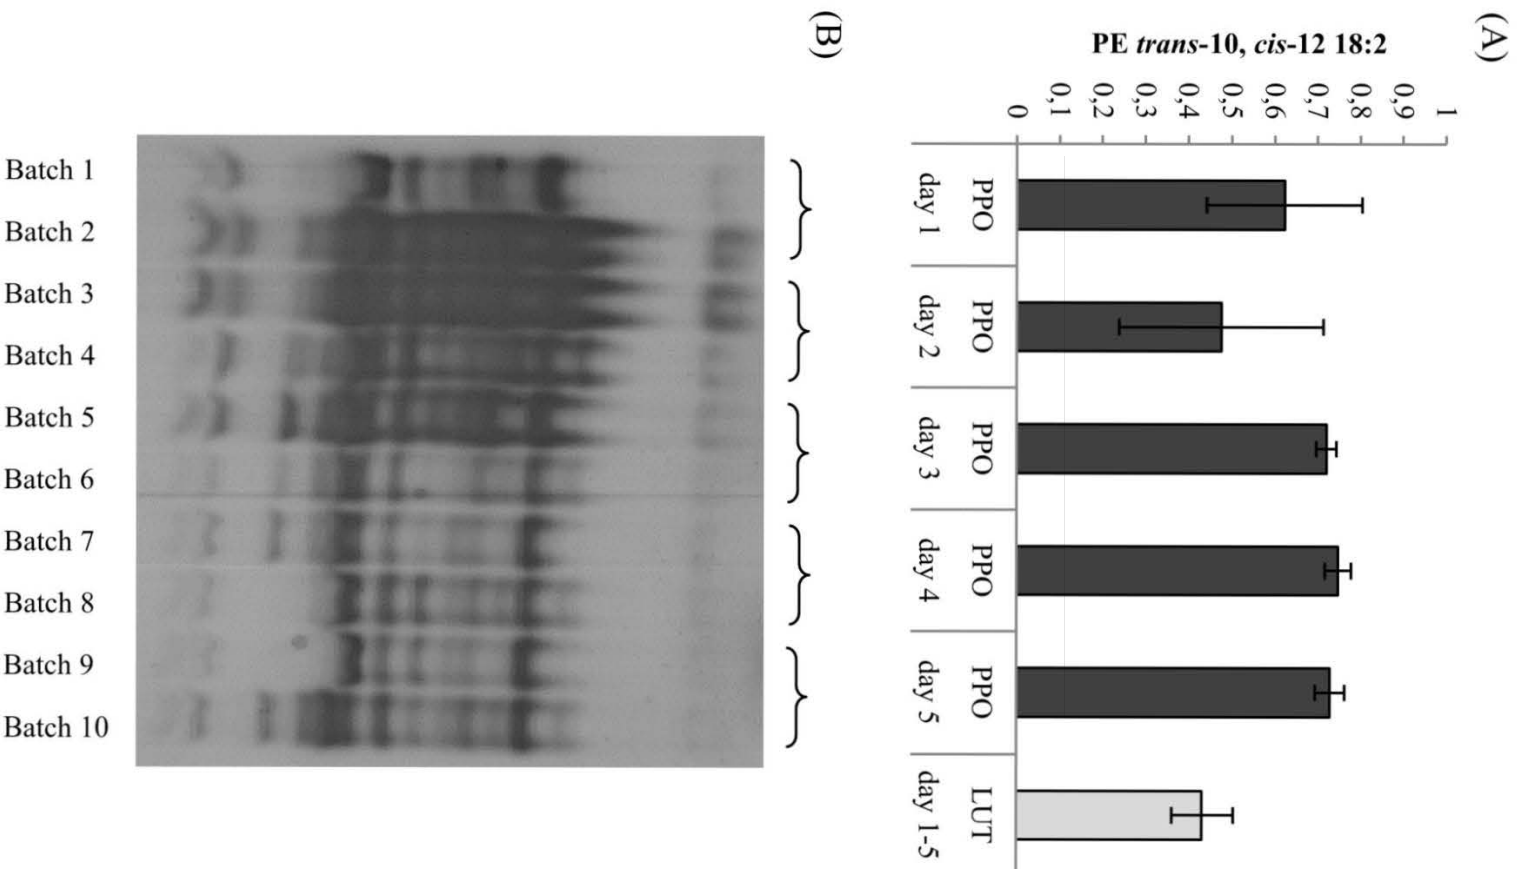 (A)
PE trans-10, cis-12 18:2
1
0,9
0,8
0,7
0,6
0,5
0,4
0,3
0,2
0,1
0
PPO
day 1
PPO
day 2
PPO
day 3
PPO
day 4
PPO
day 5
LUT
day 1-5
(B)
Batch 1
Batch 2
Batch 3
Batch 4
Batch 5
Batch 6
Batch 7
Batch 8
Batch 9
Batch 10